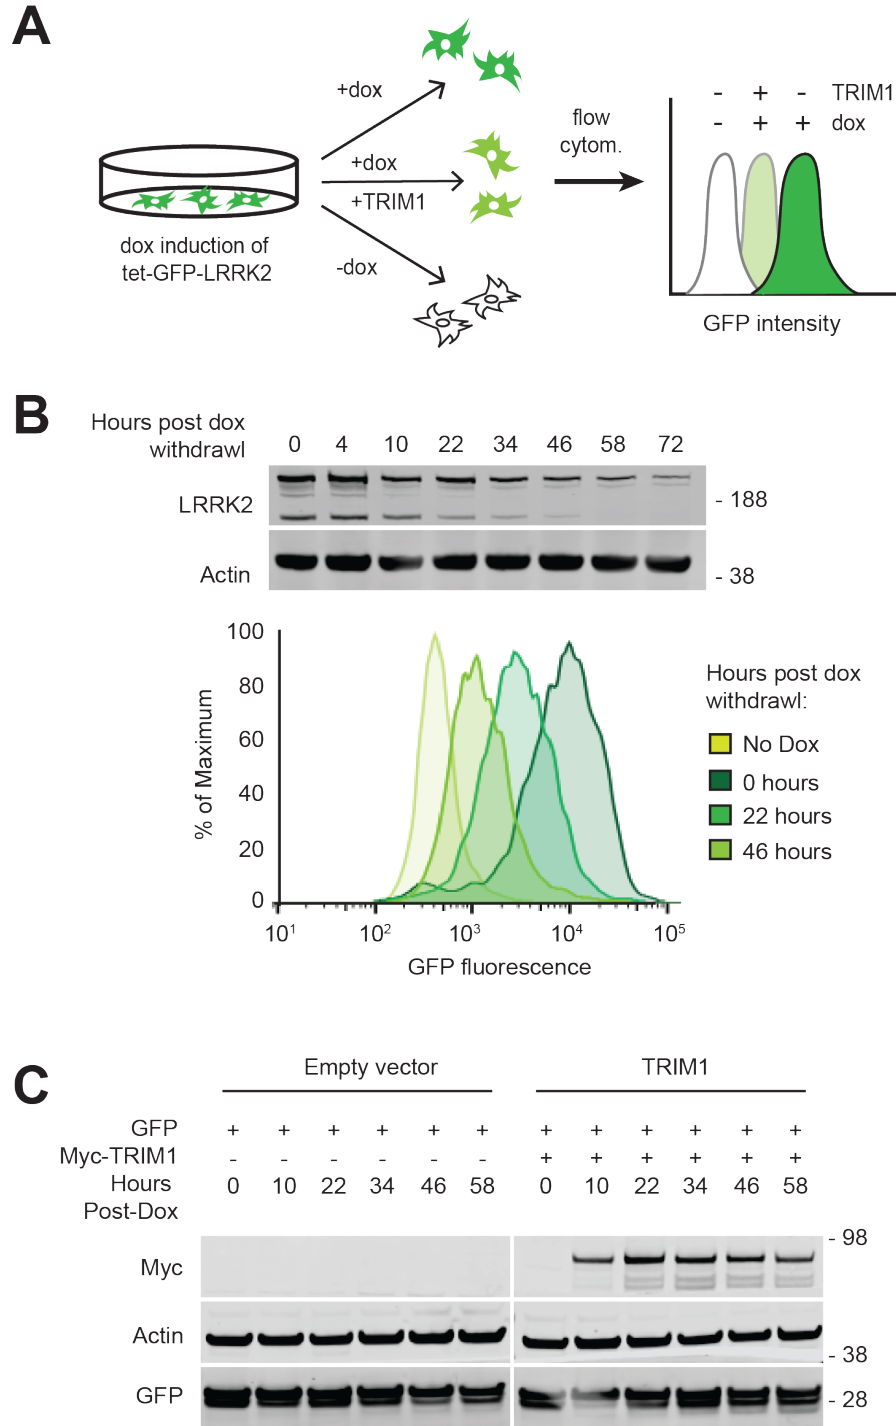 A
+dox
+dox
+TRIM1
-dox
dox induction of
tet-GFP-LRRK2
flow
cytom.
- + - TRIM1
- + + dox
GFP intensity
B
Hours post dox
withdrawl
0 4 10 22 34 46 58 72
LRRK2
- 188
Actin
- 38
100
80
60
40
20
0
% of Maximum
10¹ 10² 10³ 10⁴ 10⁵
GFP fluorescence
Hours post dox
withdrawl:
No Dox
0 hours
22 hours
46 hours
C
Empty vector TRIM1
GFP + + + + + + + + + + + +
Myc-TRIM1 - - - - - - + + + + + +
Hours 0 10 22 34 46 58 0 10 22 34 46 58
Post-Dox
- 98
Myc
Actin
- 38
GFP
- 28